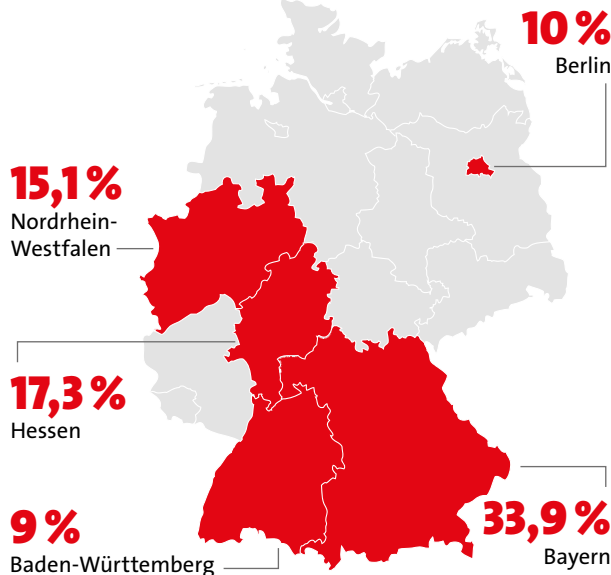 10 %
Berlin
15,1 %
Nordrhein-
Westfalen
17,3 %
Hessen
9 %
Baden-Württemberg
33,9 %
Bayern